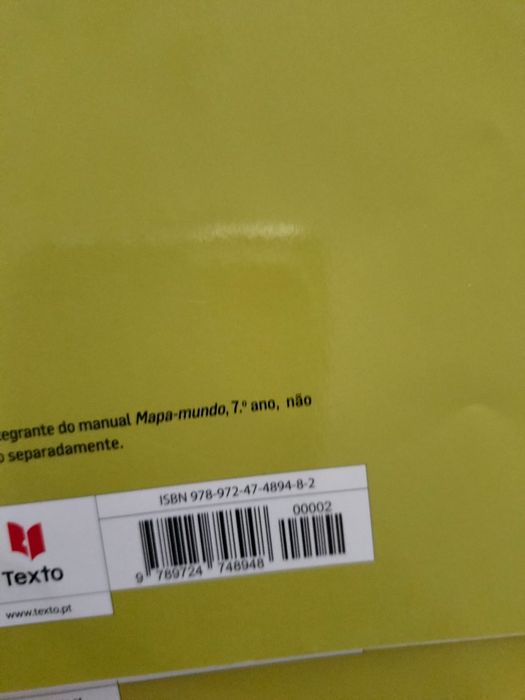 tegrante do manual Mapa-mundo, 7.º ano, não
o separadamente.
ISBN 978-972-47-4894-8-2
00002
9 789724 748948
Texto
www.texto.pt